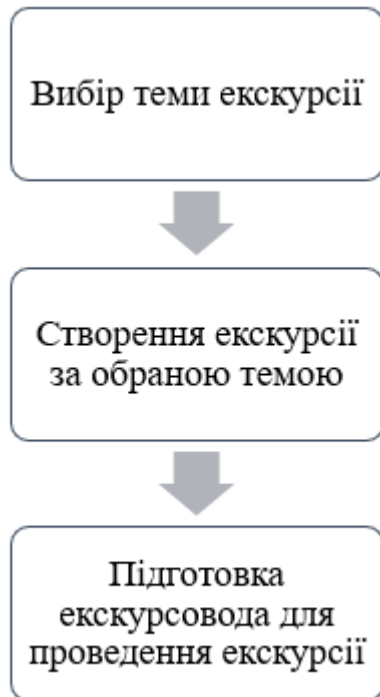 Вибір теми екскурсії
Створення екскурсії
за обраною темою
Підготовка
екскурсовода для
проведення екскурсії